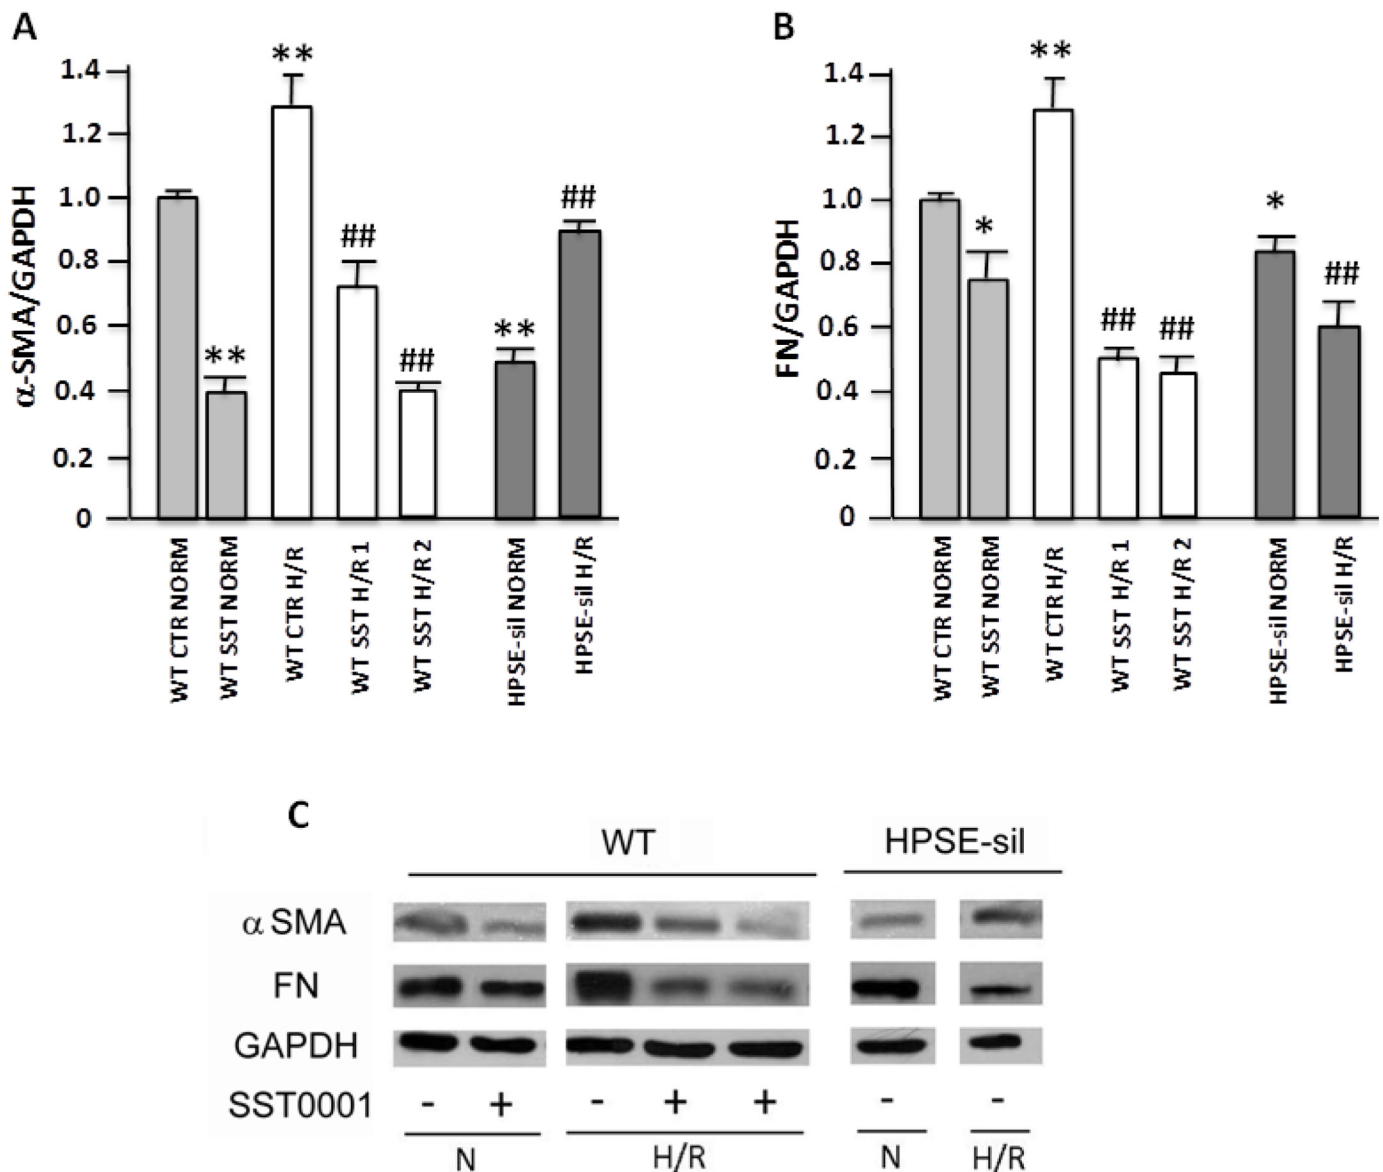 A
α-SMA/GAPDH
1.4
1.2
1.0
0.8
0.6
0.4
0.2
0
**
**
##
##
**
##
WT CTR NORM
WT SST NORM
WT CTR H/R
WT SST H/R 1
WT SST H/R 2
HPSE-sil NORM
HPSE-sil H/R
B
FN/GAPDH
1.4
1.2
1.0
0.8
0.6
0.4
0.2
0
*
**
##
##
*
##
WT CTR NORM
WT SST NORM
WT CTR H/R
WT SST H/R 1
WT SST H/R 2
HPSE-sil NORM
HPSE-sil H/R
C
WT HPSE-sil
α SMA
FN
GAPDH
SST0001 - + - + + - -
N H/R N H/R